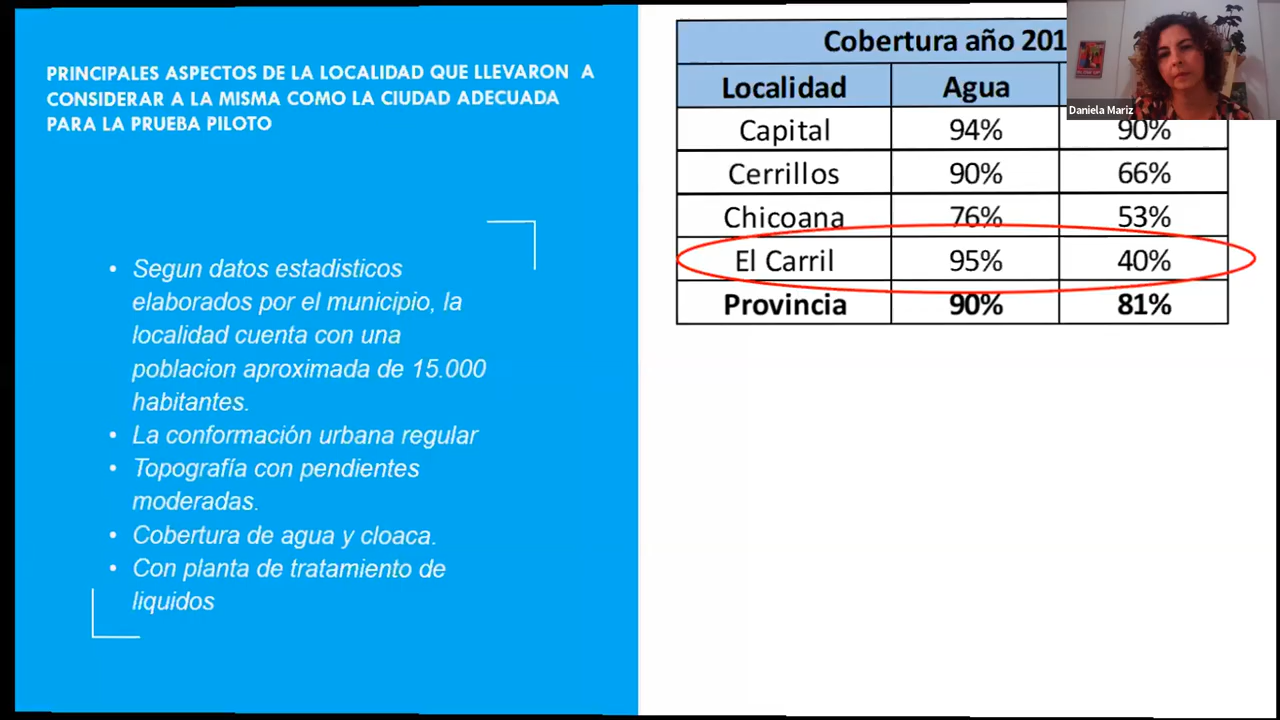 PRINCIPALES ASPECTOS DE LA LOCALIDAD QUE LLEVARON A
CONSIDERAR A LA MISMA COMO LA CIUDAD ADECUADA
PARA LA PRUEBA PILOTO
• Segun datos estadisticos
elaborados por el municipio, la
localidad cuenta con una
poblacion aproximada de 15.000
habitantes.
• La conformación urbana regular
• Topografía con pendientes
moderadas.
• Cobertura de agua y cloaca.
• Con planta de tratamiento de
liquidos
Cobertura año 201
Localidad Agua
Capital 94% 90%
Cerrillos 90% 66%
Chicoana 76% 53%
El Carril 95% 40%
Provincia 90% 81%
Daniela Mariz